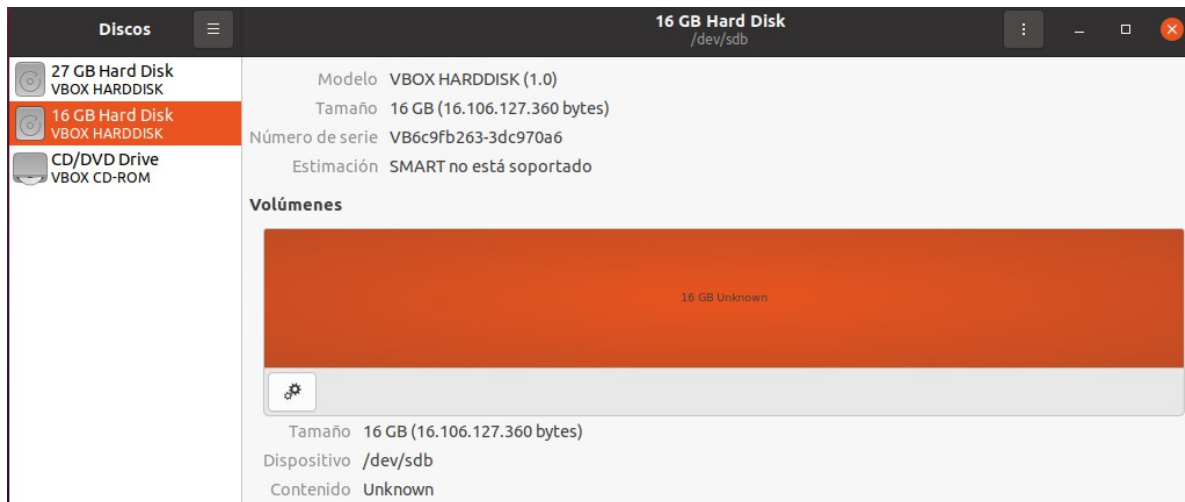 Discos
16 GB Hard Disk
/dev/sdb
27 GB Hard Disk
VBOX HARDDISK
16 GB Hard Disk
VBOX HARDDISK
CD/DVD Drive
VBOX CD-ROM
Modelo VBOX HARDDISK (1.0)
Tamaño 16 GB (16.106.127.360 bytes)
Número de serie VB6c9fb263-3dc970a6
Estimación SMART no está soportado
Volúmenes
16 GB Unknown
Tamaño 16 GB (16.106.127.360 bytes)
Dispositivo /dev/sdb
Contenido Unknown